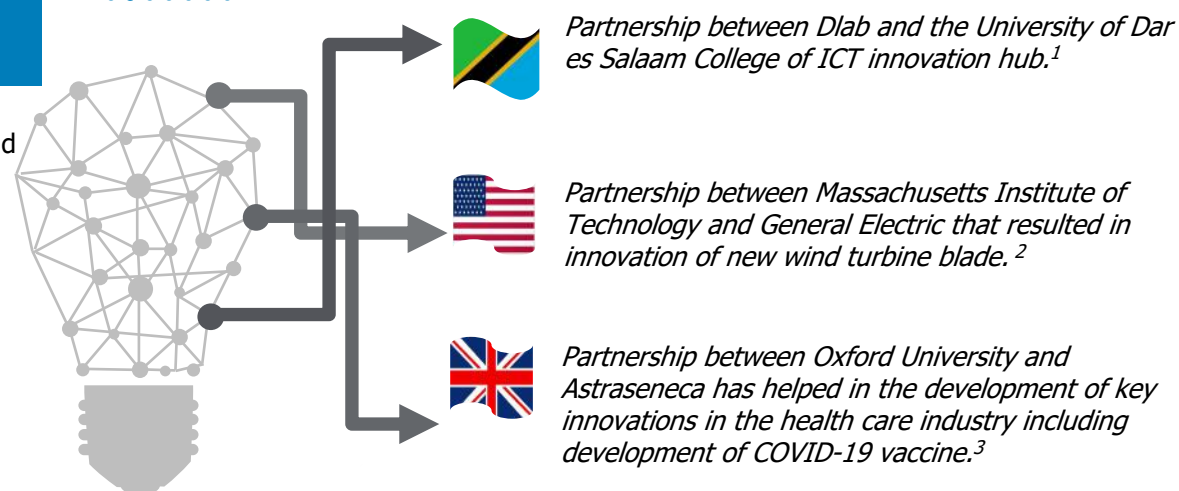 d
Partnership between Dlab and the University of Dar
es Salaam College of ICT innovation hub.1
Partnership between Massachusetts Institute of
Technology and General Electric that resulted in
innovation of new wind turbine blade. 2
Partnership between Oxford University and
Astraseneca has helped in the development of key
innovations in the health care industry including
development of COVID-19 vaccine.3